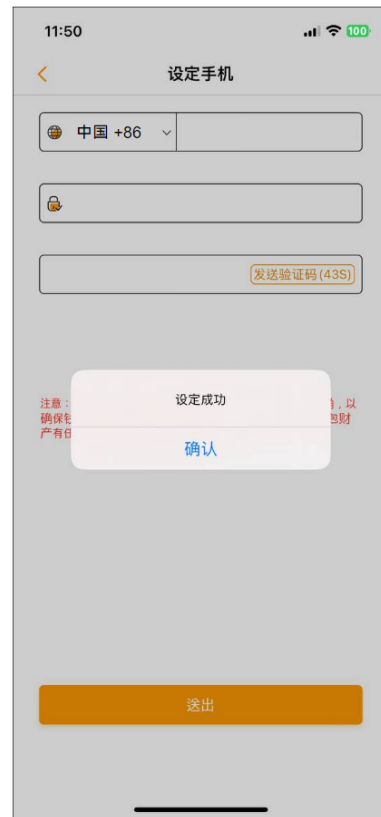 11:50
100
设定手机
中国 +86
发送验证码(43S)
设定成功
注意：
，以
确保
财
产有
确认
送出